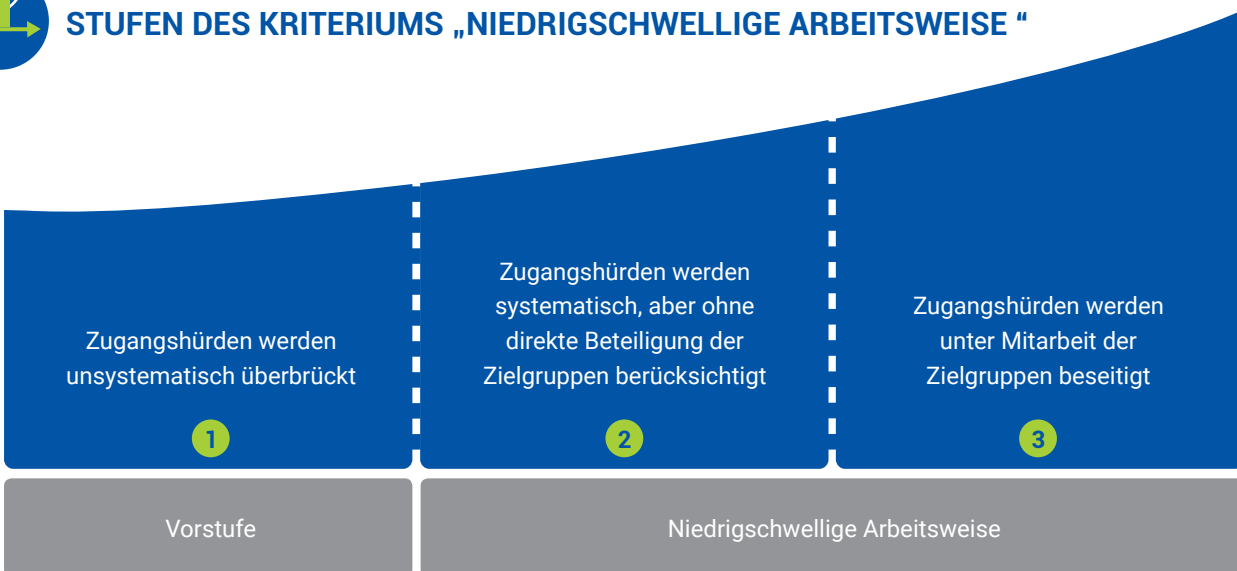 STUFEN DES KRITERIUMS „NIEDRIGSCHWELLIGE ARBEITSWEISE “
Zugangshürden werden
unsystematisch überbrückt
1
Zugangshürden werden
systematisch, aber ohne
direkte Beteiligung der
Zielgruppen berücksichtigt
2
Zugangshürden werden
unter Mitarbeit der
Zielgruppen beseitigt
3
Vorstufe
Niedrigschwellige Arbeitsweise